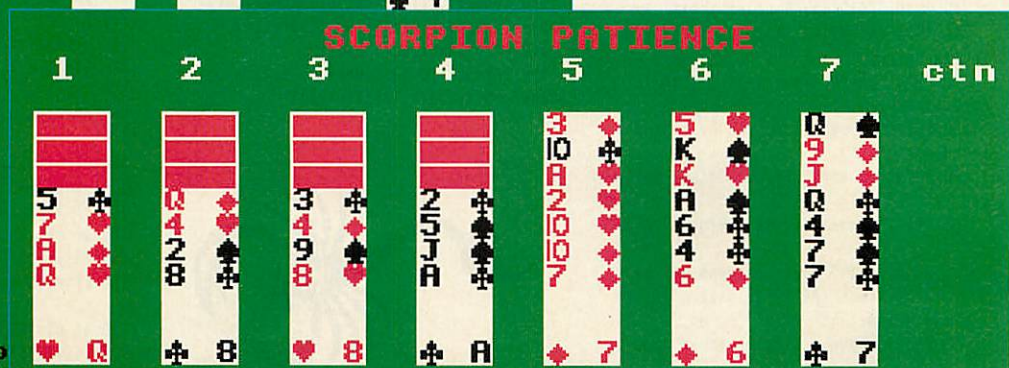 SCORPION PATIENCE
1 2 3 4 5 6 7 ctn
3 ♦ 5 ♥ Q ♠
10 ♣ K ♠ 9 ♦
A ♥ K ♥ J ♦
5 ♣ Q ♦ 3 ♣ 2 ♣ 2 ♥ A ♠ Q ♣
7 ♥ 4 ♥ 4 ♦ 5 ♠ 10 ♥ 6 ♣ 4 ♠
A ♦ 2 ♠ 9 ♠ J ♠ 10 ♦ 4 ♣ 7 ♠
Q ♥ 8 ♣ 8 ♥ A ♣ 7 ♦ 6 ♦ 7 ♣
♥ Q ♣ 8 ♥ 8 ♣ A ♦ 7 ♦ 6 ♣ 7